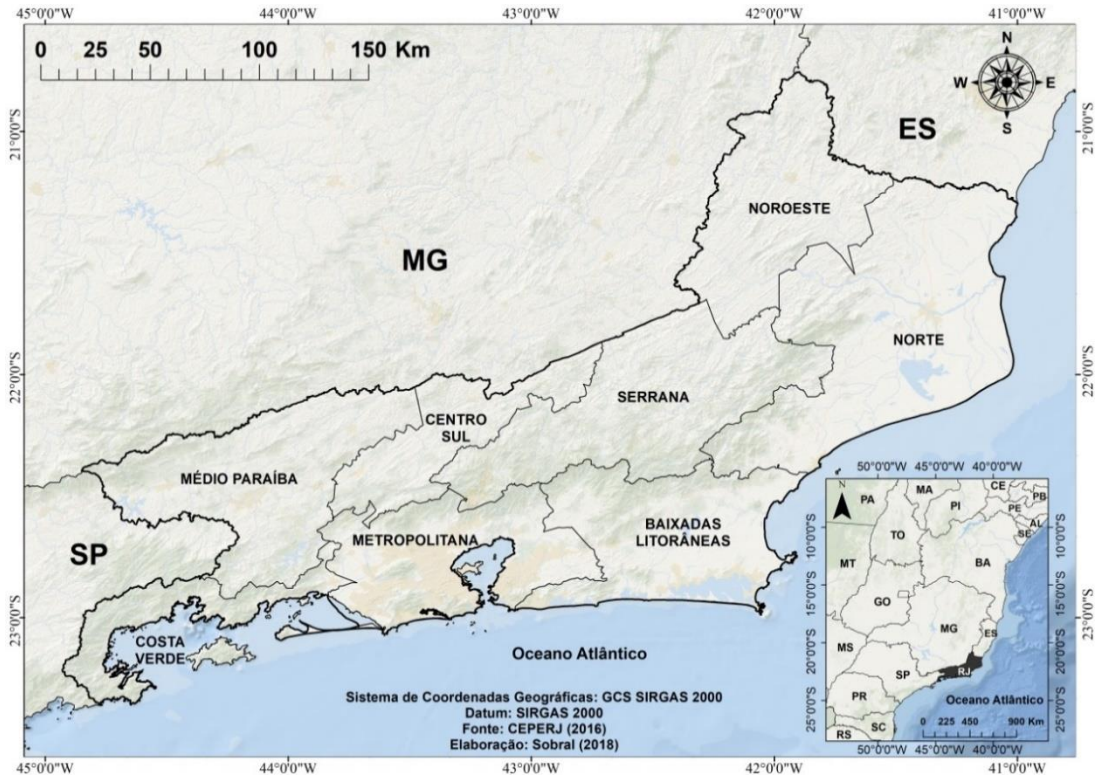 45°0'0"W 44°0'0"W 43°0'0"W 42°0'0"W 41°0'0"W
0 25 50 100 150 Km
N
W E
S
21°0'0"S 21°0'0"S
ES
NOROESTE
MG
NORTE
22°0'0"S 22°0'0"S
SERRANA
CENTRO
SUL
MÉDIO PARAÍBA
BAIXADAS
LITORÂNEAS
METROPOLITANA
SP
23°0'0"S 23°0'0"S
COSTA
VERDE
Oceano Atlântico
Sistema de Coordenadas Geográficas: GCS SIRGAS 2000
Datum: SIRGAS 2000
Fonte: CEPERJ (2016)
Elaboração: Sobral (2018)
50°0'0"W 45°0'0"W 40°0'0"W
N
PA MA CE
PB
PI PE
AL
SE
TO
10°0'0"S 10°0'0"S
MT BA
GO
15°0'0"S 15°0'0"S
MG ES
MS
20°0'0"S 20°0'0"S
SP RJ
PR
Oceano Atlântico
25°0'0"S 25°0'0"S
SC
0 225 450 900 Km
RS
50°0'0"W 45°0'0"W 40°0'0"W
45°0'0"W 44°0'0"W 43°0'0"W 42°0'0"W 41°0'0"W